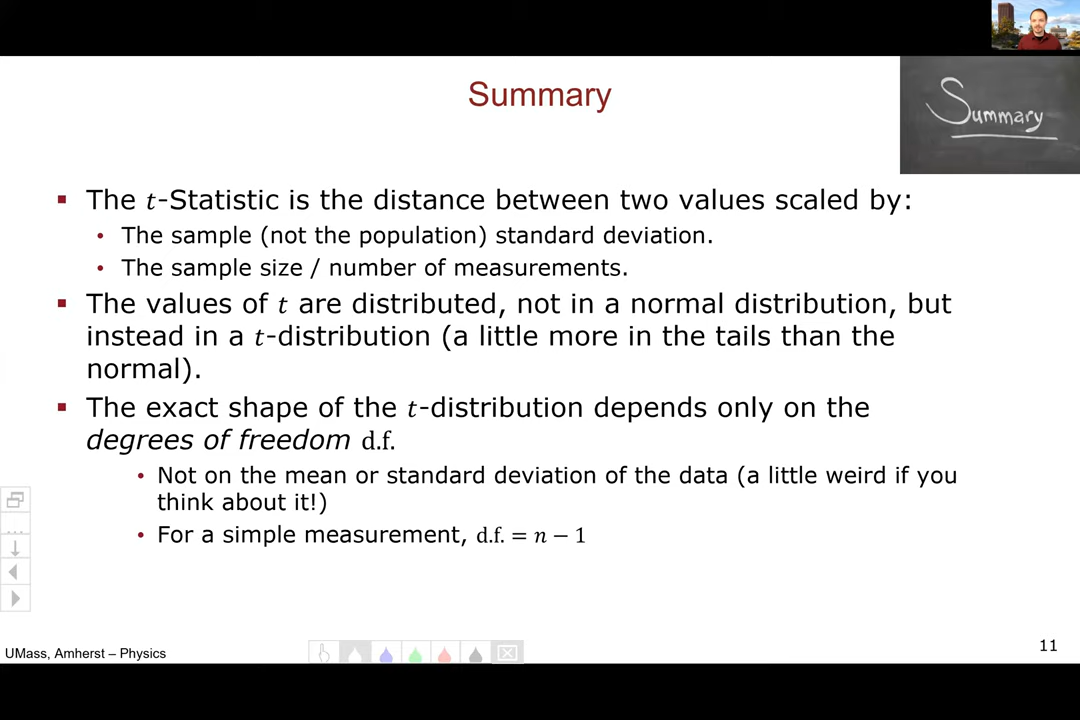 Summary
Summary
▪ The t-Statistic is the distance between two values scaled by:
• The sample (not the population) standard deviation.
• The sample size / number of measurements.
▪ The values of t are distributed, not in a normal distribution, but
instead in a t-distribution (a little more in the tails than the
normal).
▪ The exact shape of the t-distribution depends only on the
degrees of freedom d.f.
• Not on the mean or standard deviation of the data (a little weird if you
think about it!)
• For a simple measurement, d.f. = n − 1
UMass, Amherst – Physics
11